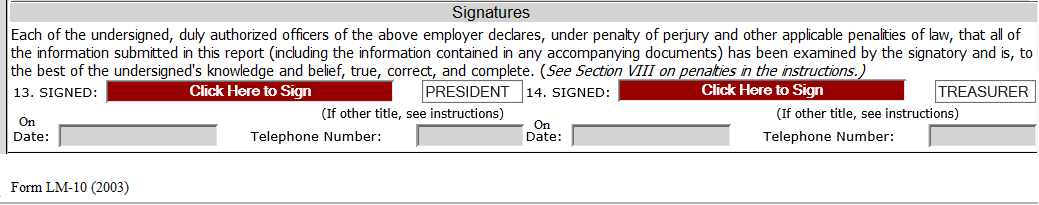 Signatures
Each of the undersigned, duly authorized officers of the above employer declares, under penalty of perjury and other applicable penalities of law, that all of
the information submitted in this report (including the information contained in any accompanying documents) has been examined by the signatory and is, to
the best of the undersigned's knowledge and belief, true, correct, and complete. (See Section VIII on penalties in the instructions.)
13. SIGNED: Click Here to Sign PRESIDENT 14. SIGNED: Click Here to Sign TREASURER
(If other title, see instructions) (If other title, see instructions)
On On
Date: Telephone Number: Date: Telephone Number:
Form LM-10 (2003)